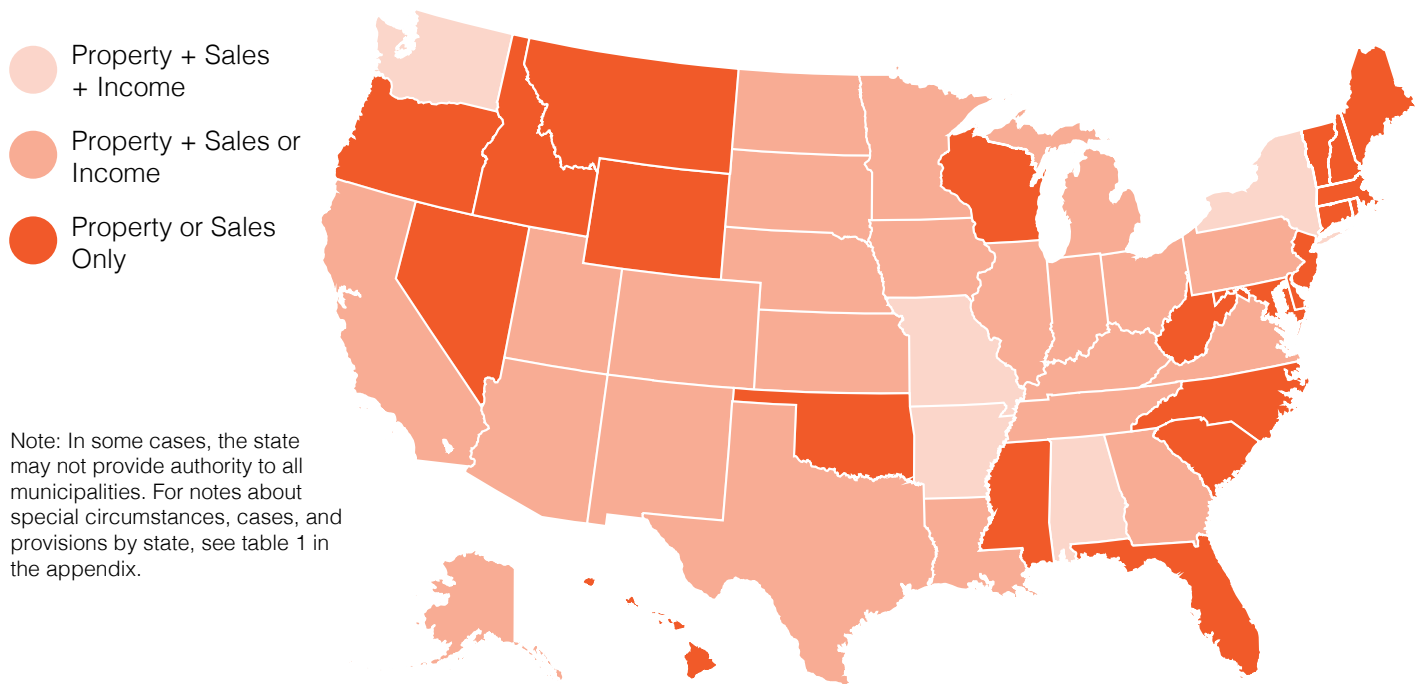 Property + Sales
+ Income
Property + Sales or
Income
Property or Sales
Only
Note: In some cases, the state
may not provide authority to all
municipalities. For notes about
special circumstances, cases, and
provisions by state, see table 1 in
the appendix.